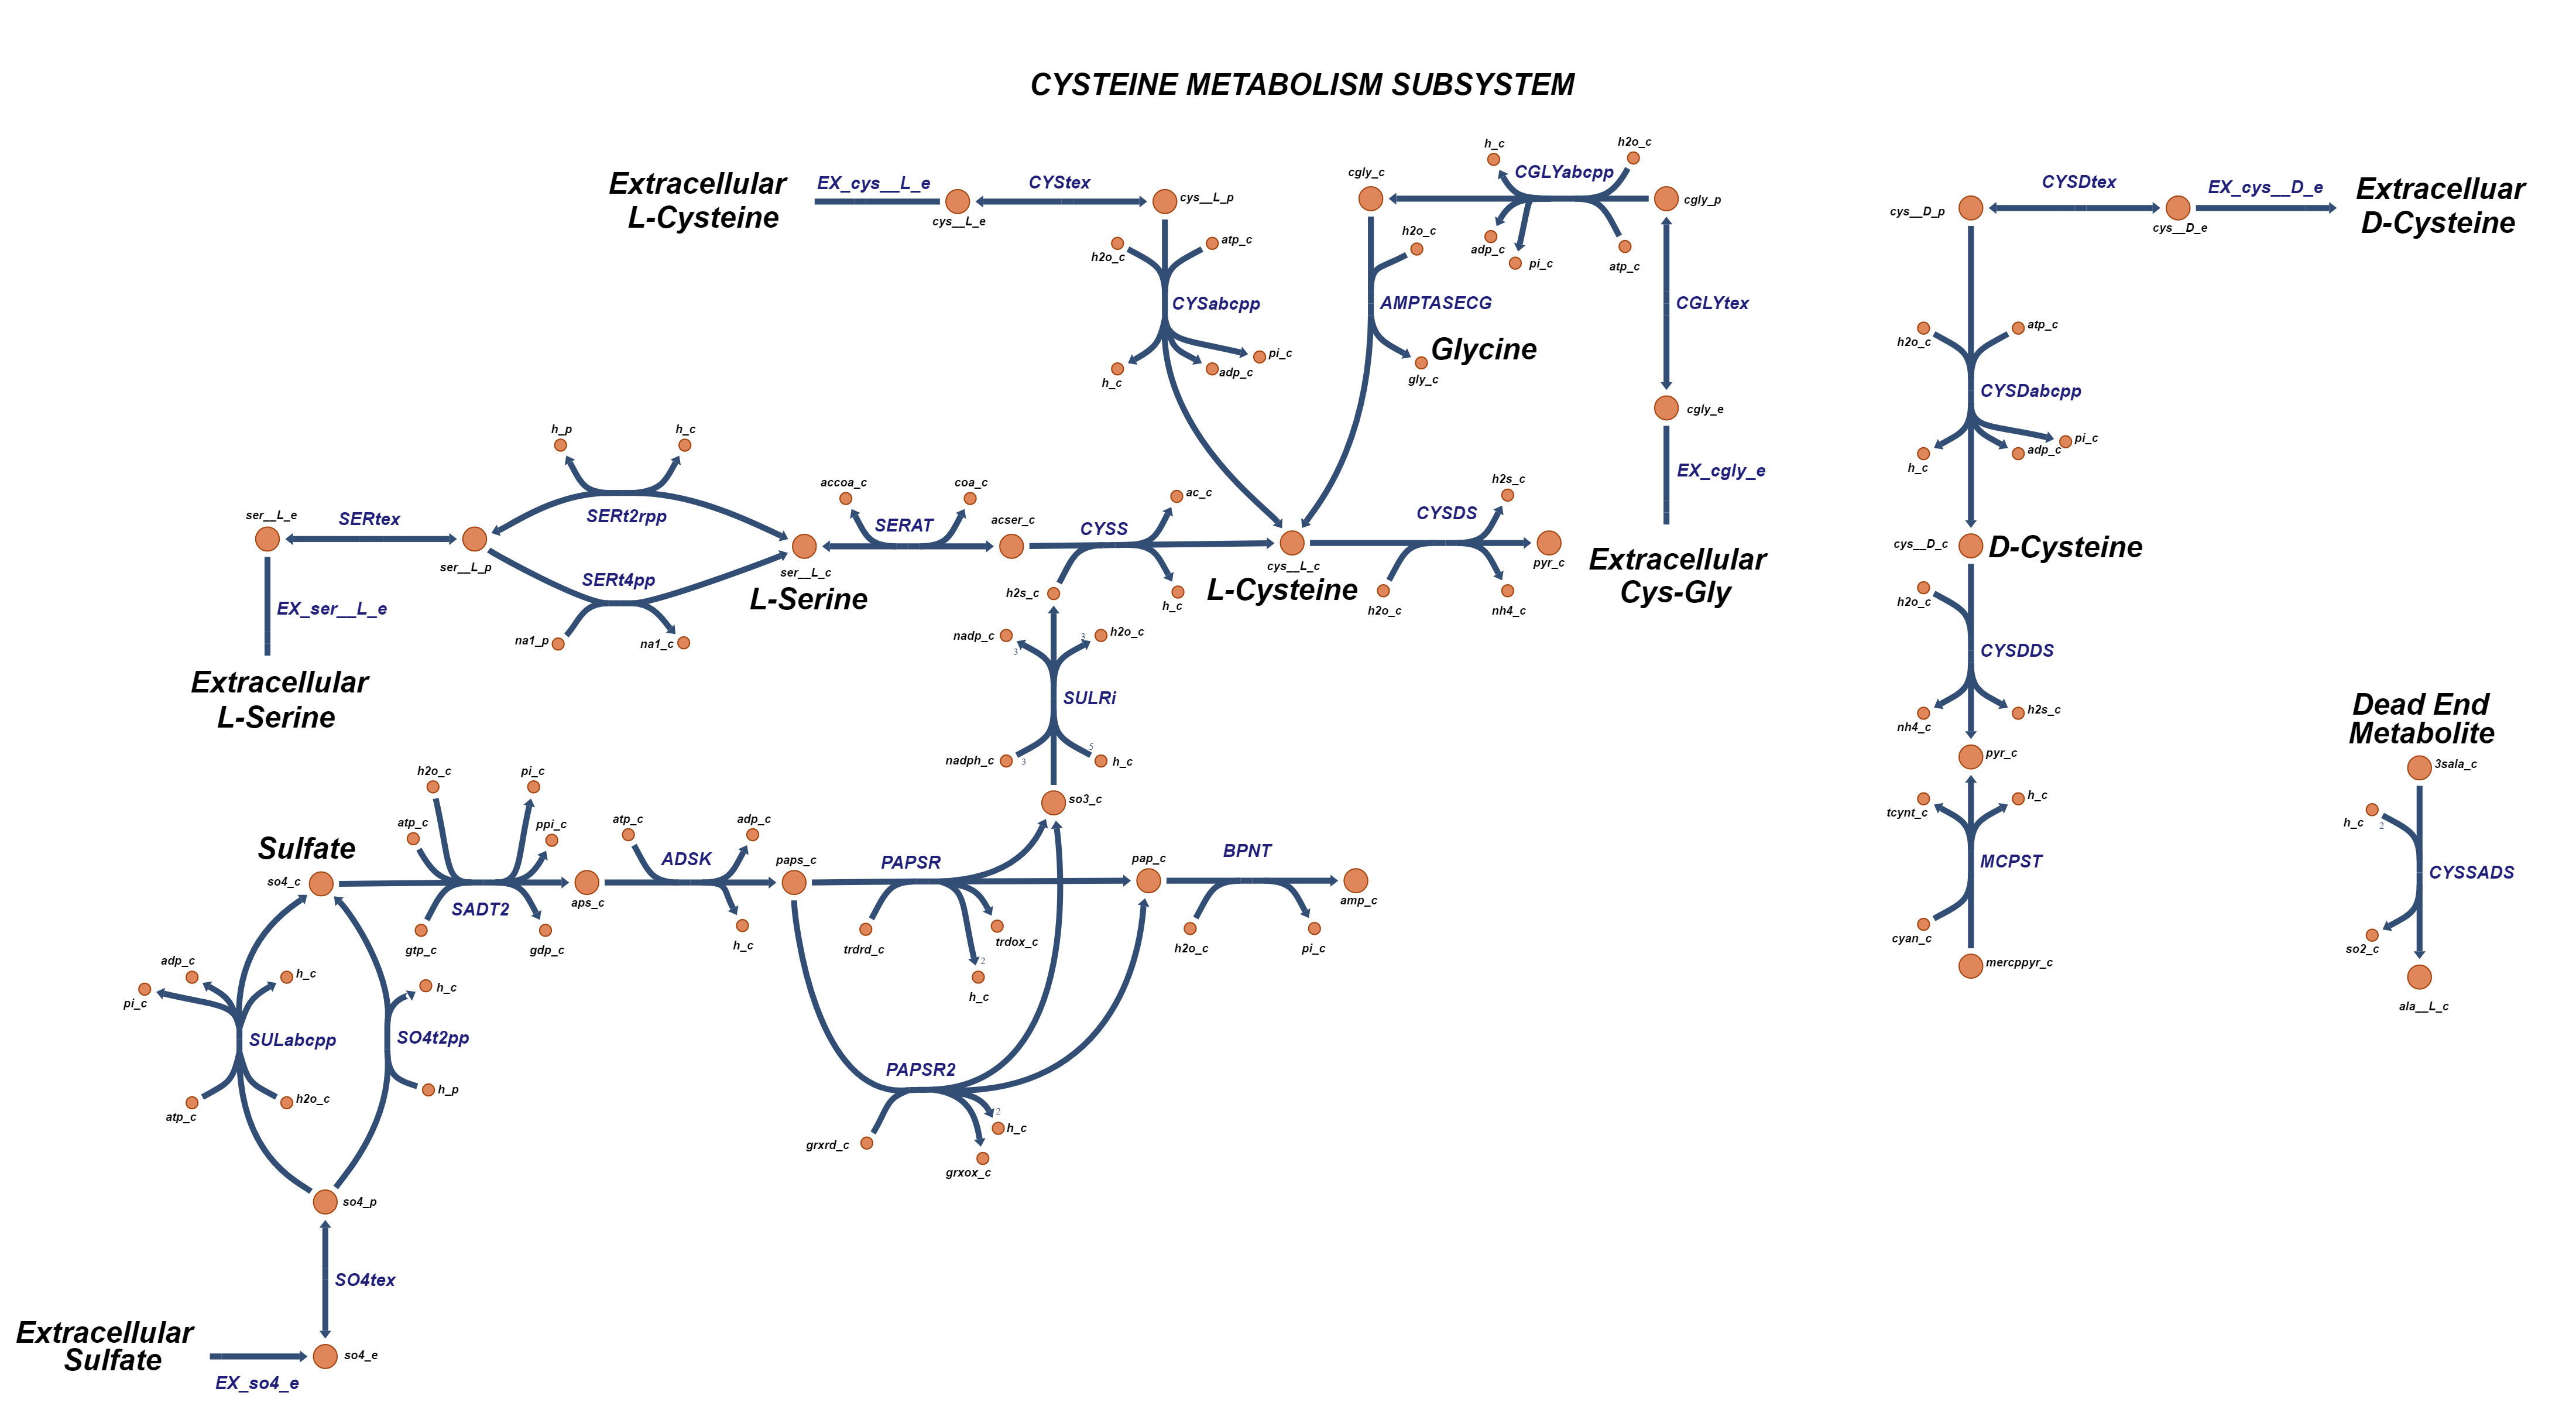 CYSTEINE METABOLISM SUBSYSTEM
Extracellular
L-Cysteine
EX_cys__L_e
cys__L_e
CYStex
cys__L_p
h2o_c
atp_c
CYSabcpp
h_c
adp_c
pi_c
cgly_c
h_c
CGLYabcpp
h2o_c
cgly_p
adp_c
pi_c
atp_c
h2o_c
AMPTASECG
Glycine
gly_c
CGLYtex
cgly_e
EX_cgly_e
Extracellular
Cys-Gly
cys__D_p
CYSDtex
cys__D_e
EX_cys__D_e
Extracelluar
D-Cysteine
h2o_c
atp_c
CYSDabcpp
h_c
adp_c
pi_c
cys__D_c
D-Cysteine
h2o_c
CYSDDS
nh4_c
h2s_c
pyr_c
tcynt_c
h_c
MCPST
cyan_c
mercppyr_c
Dead End
Metabolite
3sala_c
h_c
2
CYSSADS
so2_c
ala__L_c
ser__L_e
SERtex
ser__L_p
EX_ser__L_e
Extracellular
L-Serine
h_p
h_c
SERt2rpp
SERt4pp
na1_p
na1_c
ser__L_c
L-Serine
accoa_c
coa_c
SERAT
acser_c
CYSS
ac_c
h2s_c
h_c
cys__L_c
L-Cysteine
CYSDS
h2s_c
h2o_c
nh4_c
pyr_c
nadp_c
3
3
h2o_c
SULRi
nadph_c
3
5
h_c
so3_c
Sulfate
so4_c
h2o_c
pi_c
atp_c
ppi_c
SADT2
gtp_c
gdp_c
aps_c
atp_c
adp_c
ADSK
h_c
paps_c
PAPSR
trdrd_c
trdox_c
2
h_c
pap_c
BPNT
h2o_c
pi_c
amp_c
PAPSR2
grxrd_c
2
h_c
grxox_c
adp_c
h_c
pi_c
SULabcpp
atp_c
h2o_c
h_c
SO4t2pp
h_p
so4_p
SO4tex
Extracellular
Sulfate
EX_so4_e
so4_e